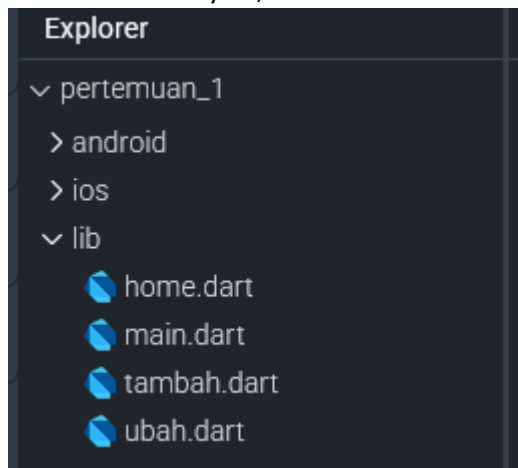 Explorer
pertemuan_1
android
ios
lib
home.dart
main.dart
tambah.dart
ubah.dart